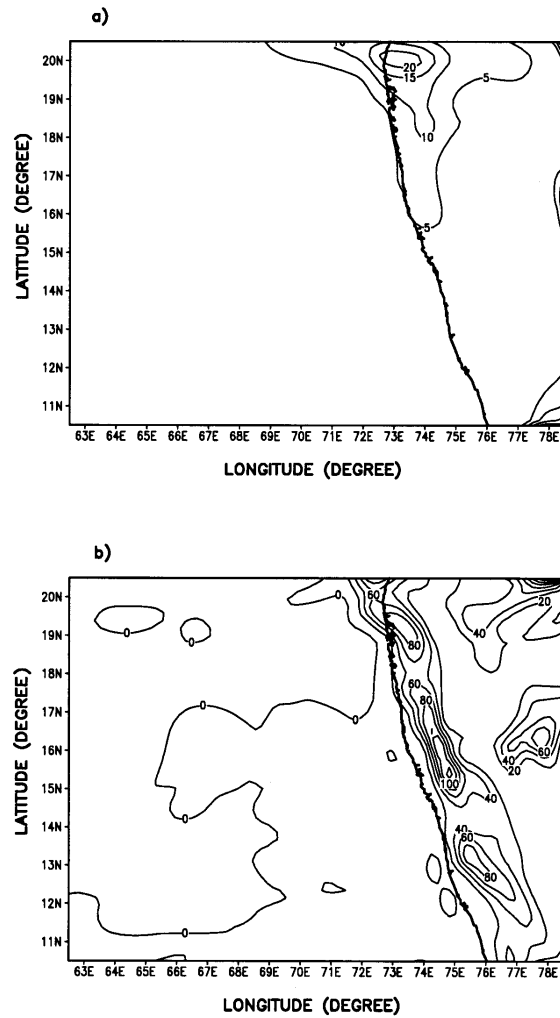 a)
20N
19N
18N
17N
16N
15N
14N
13N
12N
11N
LATITUDE (DEGREE)
20
15
5
10
5
63E 64E 65E 66E 67E 68E 69E 70E 71E 72E 73E 74E 75E 76E 77E 78E
LONGITUDE (DEGREE)
b)
20N
19N
18N
17N
16N
15N
14N
13N
12N
11N
LATITUDE (DEGREE)
0
60
20
0
0
40
80
60
80
0
0
60
40
20
100
40
0
40
60
80
0
63E 64E 65E 66E 67E 68E 69E 70E 71E 72E 73E 74E 75E 76E 77E 78E
LONGITUDE (DEGREE)